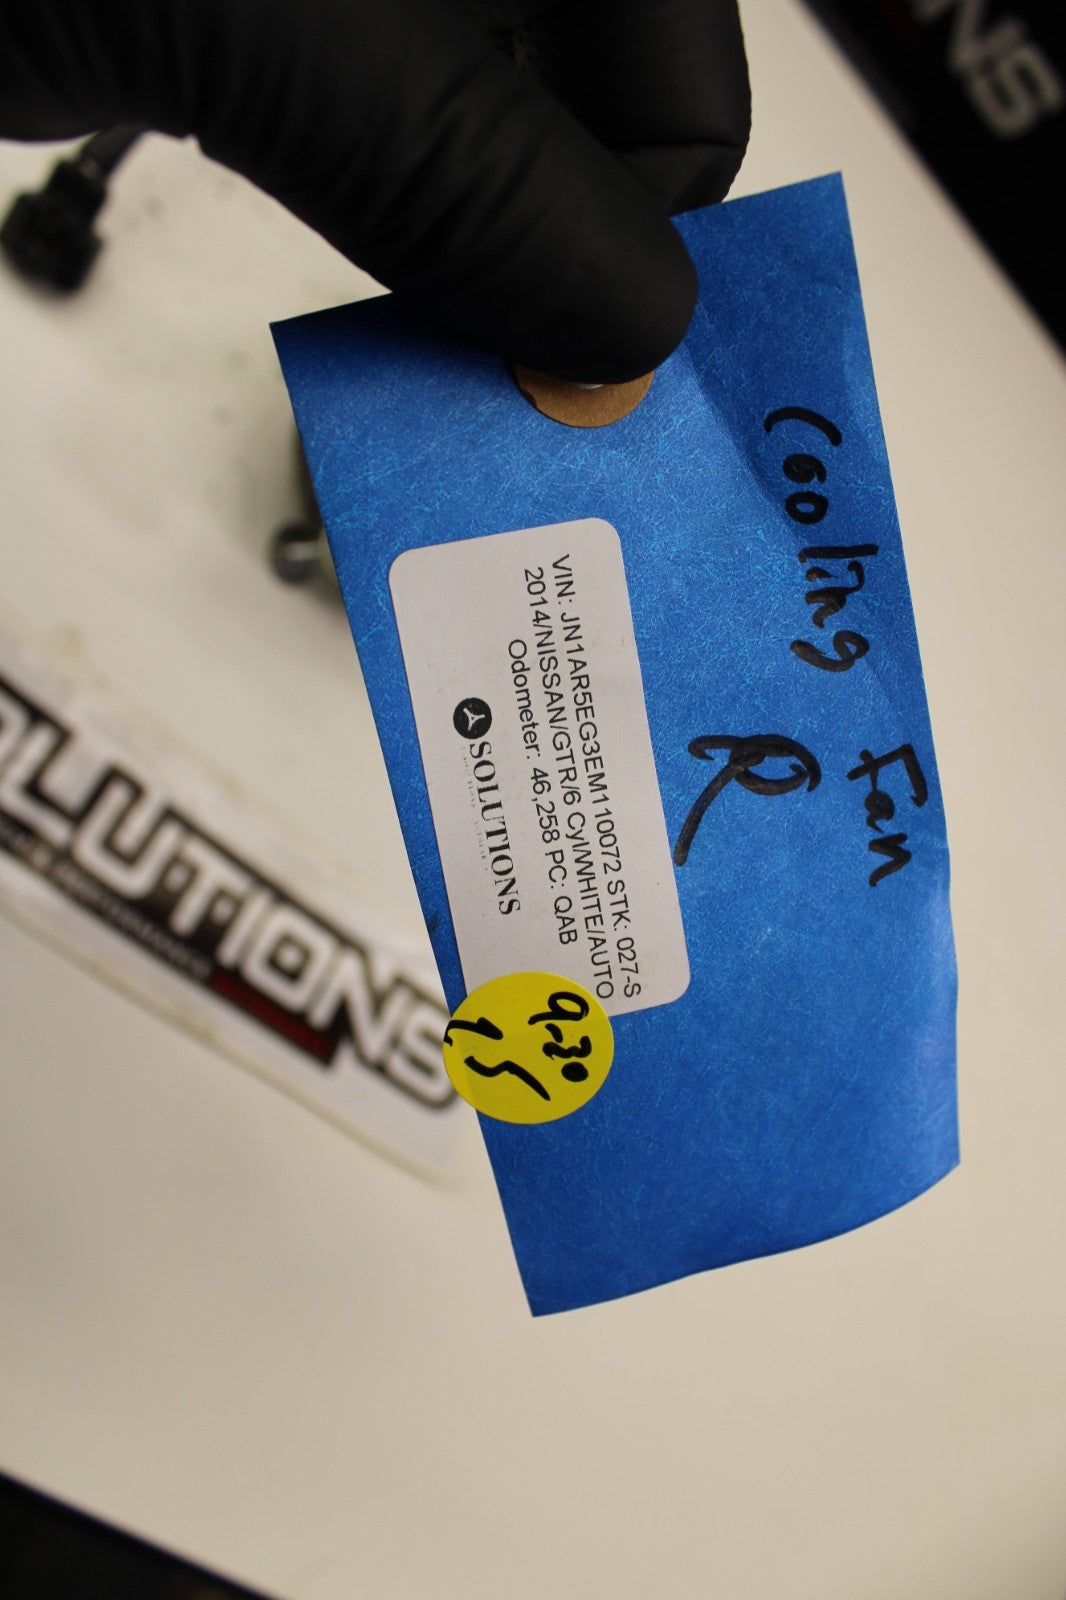 Cooling Fan
R
VIN: JN1AR5EG3EM110072 STK: 027-S
2014/NISSAN/GTR/6 Cyl/WHITE/AUTO
Odometer: 46,258 PC: QAB
SOLUTIONS
9-30
SOLUTIONS